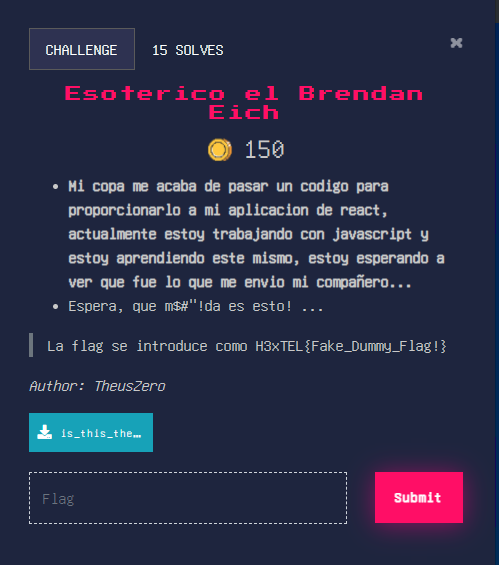 CHALLENGE
15 SOLVES
×
Esoterico el Brendan
Eich
150
• Mi copa me acaba de pasar un codigo para
proporcionarlo a mi aplicacion de react,
actualmente estoy trabajando con javascript y
estoy aprendiendo este mismo, estoy esperando a
ver que fue lo que me envio mi compañero...
• Espera, que m$#"!da es esto! ...
La flag se introduce como H3xTEL{Fake_Dummy_Flag!}
Author: TheusZero
is_this_the…
Flag
Submit